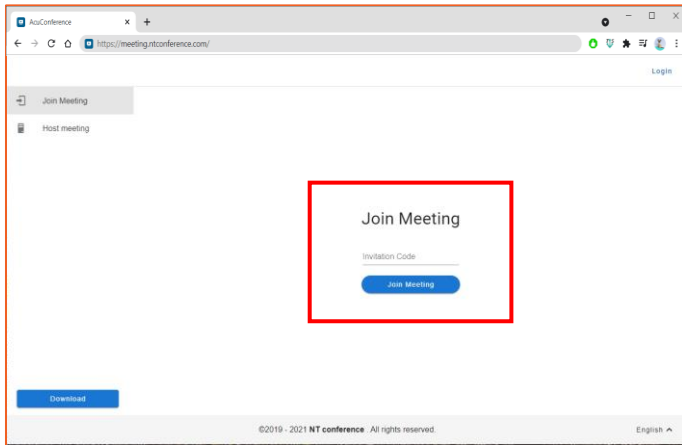 AcuConference
https://meeting.ntconference.com/
Login
Join Meeting
Host meeting
Join Meeting
Invitation Code
Join Meeting
Download
©2019 - 2021 NT conference . All rights reserved.
English